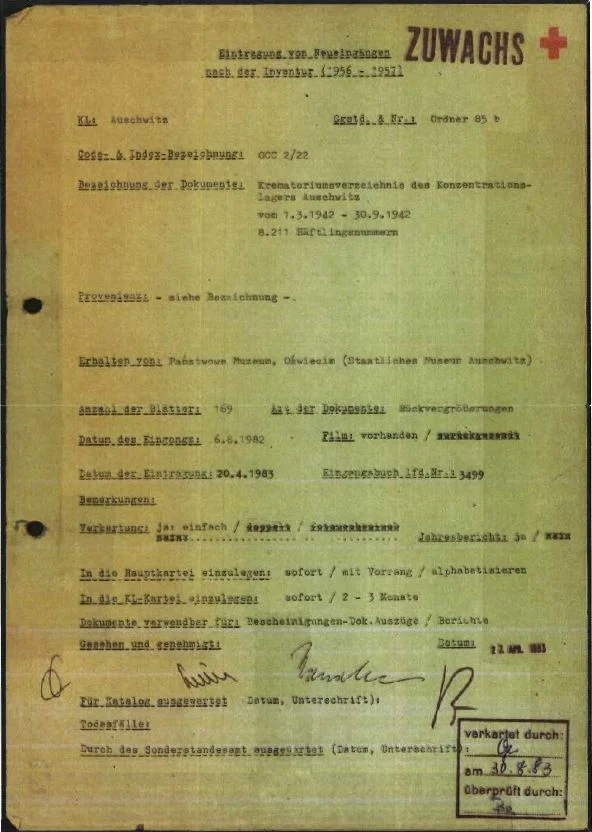 ZUWACHS
Eintragung von Neueingängen
nach der Inventur (1956 - 1957)
KL: Auschwitz Ggstd. & Nr.: Ordner 85 b
Code- & Index-Bezeichnung: OCC 2/22
Bezeichnung der Dokumente: Krematoriumsverzeichnis des Konzentrations-
lagers Auschwitz
vom 1.3.1942 - 30.9.1942
8.211 Häftlingsnummern
Provenienz: - siehe Bezeichnung -.
Erhalten von: Państwowe Muzeum, Oświecim (Staatliches Museum Auschwitz)
Anzahl der Blätter: 169 Art der Dokumente: Rückvergrößerungen
Datum des Eingangs: 6.8.1982 Film: vorhanden /
Datum der Eintragung: 20.4.1983 Eingangsbuch lfd.Nr.: 3499
Bemerkungen:
Verkartung: ja: einfach /
Jahresbericht: ja /
In die Hauptkartei einzulegen: sofort / mit Vorrang / alphabetisieren
In die KL-Kartei einzulegen: sofort / 2 - 3 Monate
Dokumente verwendbar für: Bescheinigungen-Dok.Auszüge / Berichte
Gesehen und genehmigt: Datum: APR. 1983
Für Katalog ausgewertet Datum, Unterschrift):
Todesfälle:
Durch das Sonderstandesamt ausgewertet (Datum, Unterschrift):
verkartet durch:
am 30.8.83
überprüft durch: